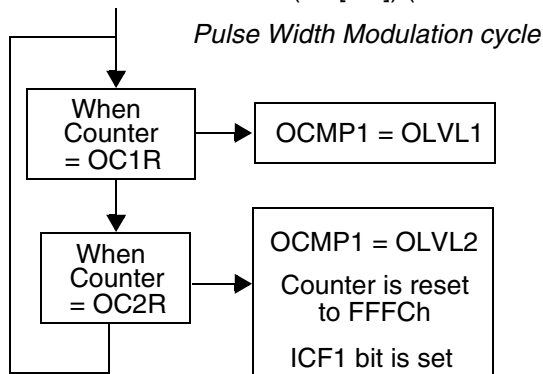 Pulse Width Modulation cycle
When
Counter
= OC1R
OCMP1 = OLVL1
When
Counter
= OC2R
OCMP1 = OLVL2
Counter is reset
to FFFCh
ICF1 bit is set